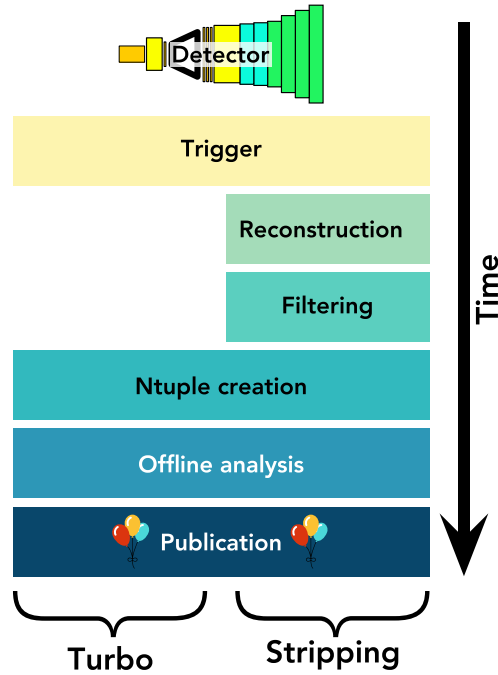 Detector
Trigger
Reconstruction
Filtering
Ntuple creation
Offline analysis
Publication
Time
Turbo
Stripping